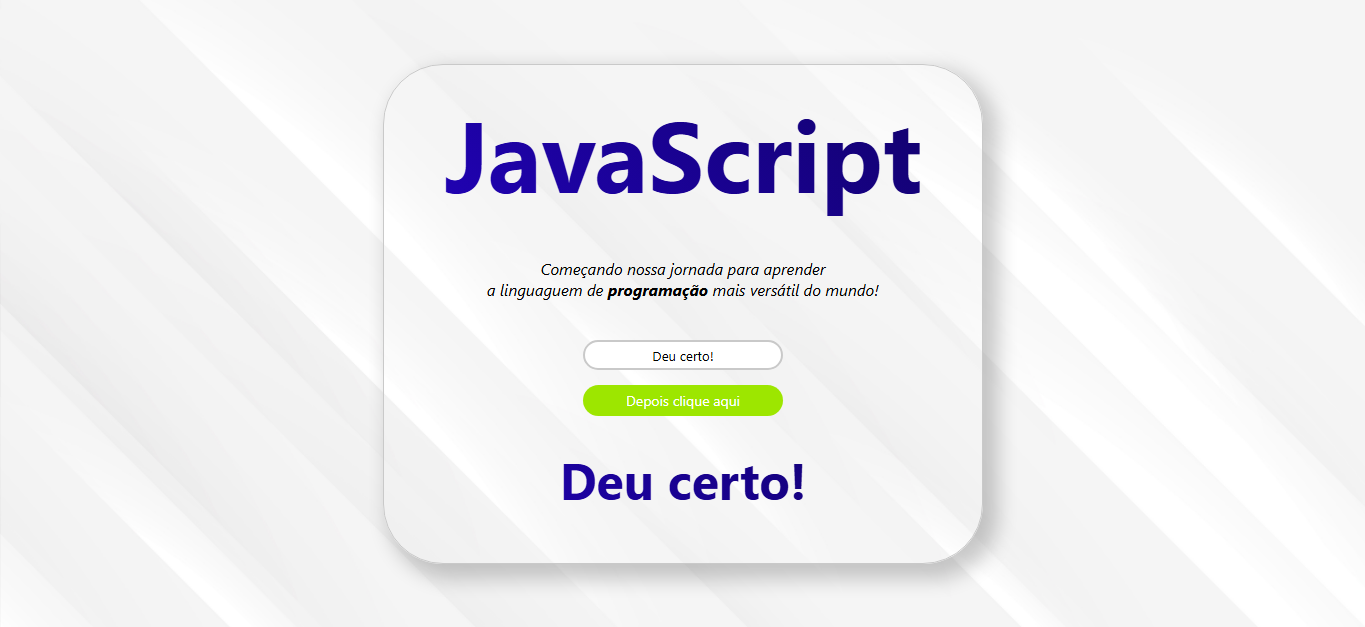 JavaScript
Começando nossa jornada para aprender
a linguaguem de programação mais versátil do mundo!
Deu certo!
Depois clique aqui
Deu certo!